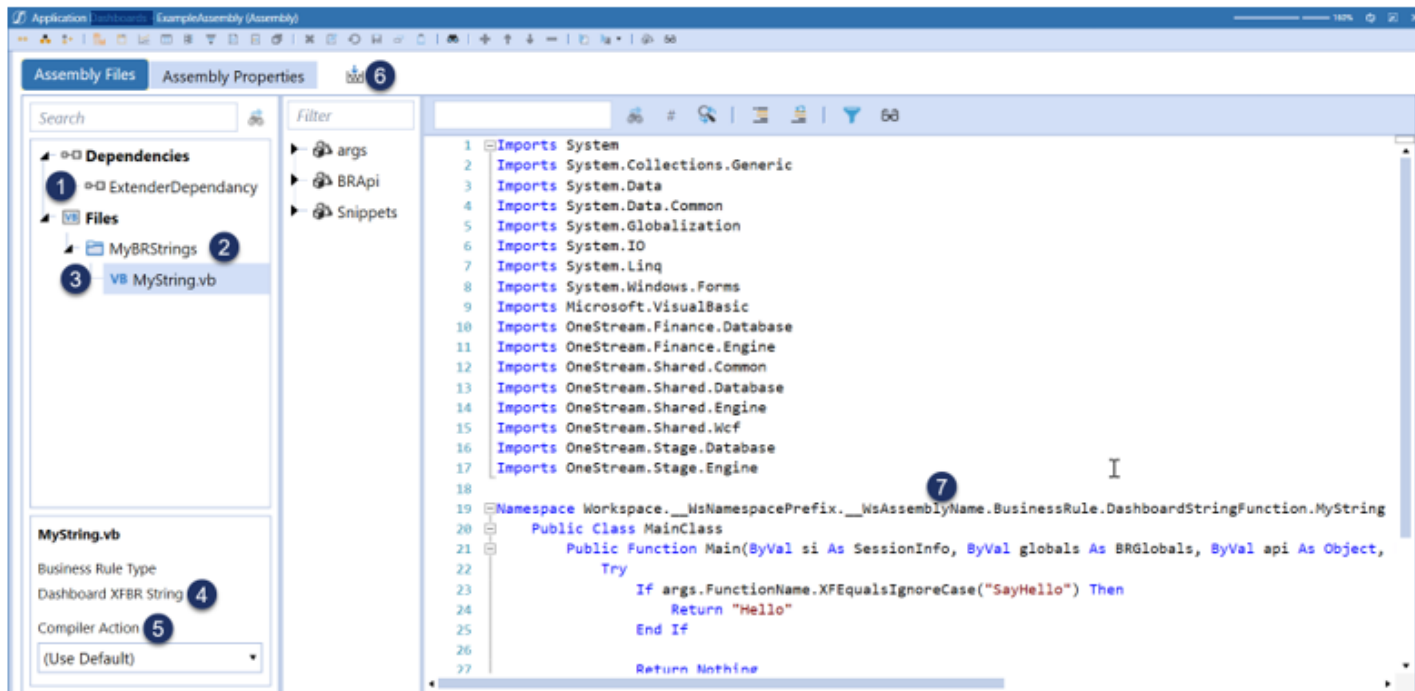 Application Dashboards - ExampleAssembly (Assembly)
160%
Assembly Files
Assembly Properties
6
Search
Filter
Dependencies
1
ExtenderDependancy
Files
MyBRStrings
2
3
VB MyString.vb
args
BRApi
Snippets
1 Imports System
2 Imports System.Collections.Generic
3 Imports System.Data
4 Imports System.Data.Common
5 Imports System.Globalization
6 Imports System.IO
7 Imports System.Linq
8 Imports System.Windows.Forms
9 Imports Microsoft.VisualBasic
10 Imports OneStream.Finance.Database
11 Imports OneStream.Finance.Engine
12 Imports OneStream.Shared.Common
13 Imports OneStream.Shared.Database
14 Imports OneStream.Shared.Engine
15 Imports OneStream.Shared.Wcf
16 Imports OneStream.Stage.Database
17 Imports OneStream.Stage.Engine
18
7
19 Namespace Workspace.__WsNamespacePrefix.__WsAssemblyName.BusinessRule.DashboardStringFunction.MyString
20 Public Class MainClass
21 Public Function Main(ByVal si As SessionInfo, ByVal globals As BRGlobals, ByVal api As Object,
22 Try
23 If args.FunctionName.XFEqualsIgnoreCase("SayHello") Then
24 Return "Hello"
25 End If
26
27 Return Nothing
MyString.vb
Business Rule Type
Dashboard XFBR String
4
Compiler Action
5
(Use Default)